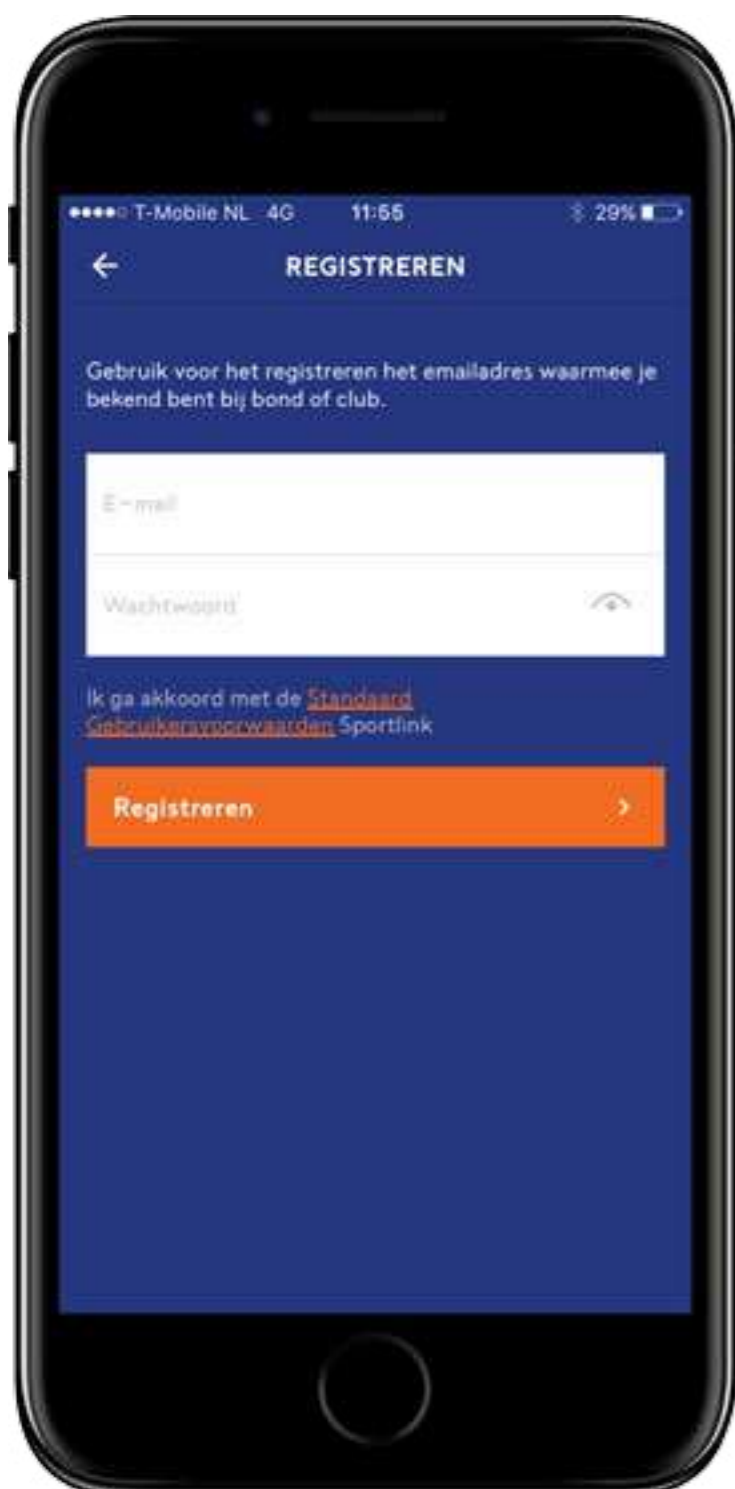 T-Mobile NL 4G 11:55 29%
REGISTREREN
Gebruik voor het registreren het emailadres waarmee je
bekend bent bij bond of club.
E-mail
Wachtwoord
Ik ga akkoord met de Standaard
Gebruikersvoorwaarden Sportlink
Registreren